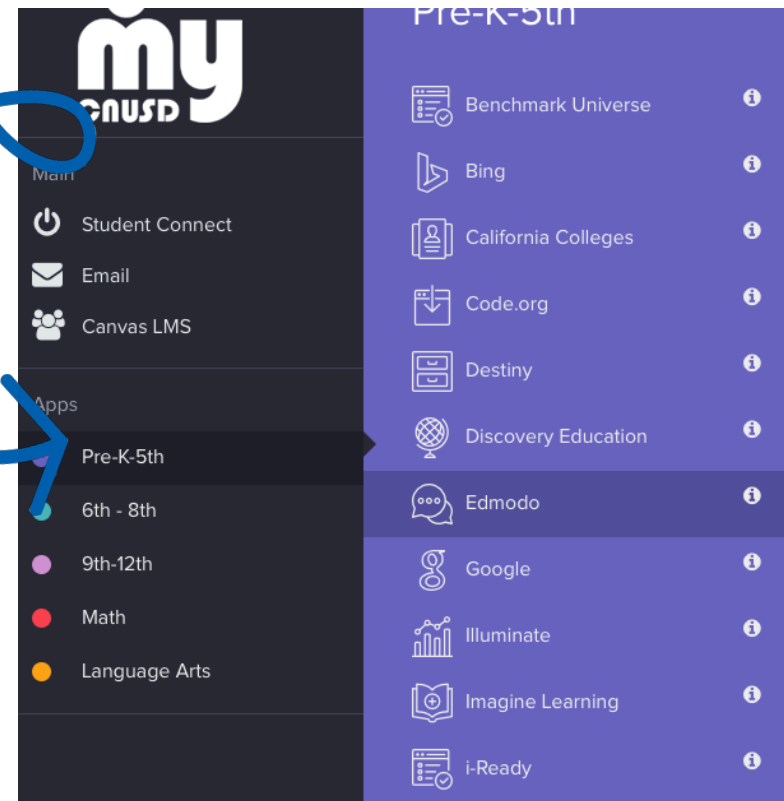 my
CNUSD
Main
Student Connect
Email
Canvas LMS
Apps
Pre-K-5th
6th - 8th
9th-12th
Math
Language Arts
Pre-K-5th
Benchmark Universe
Bing
California Colleges
Code.org
Destiny
Discovery Education
Edmodo
Google
Illuminate
Imagine Learning
i-Ready